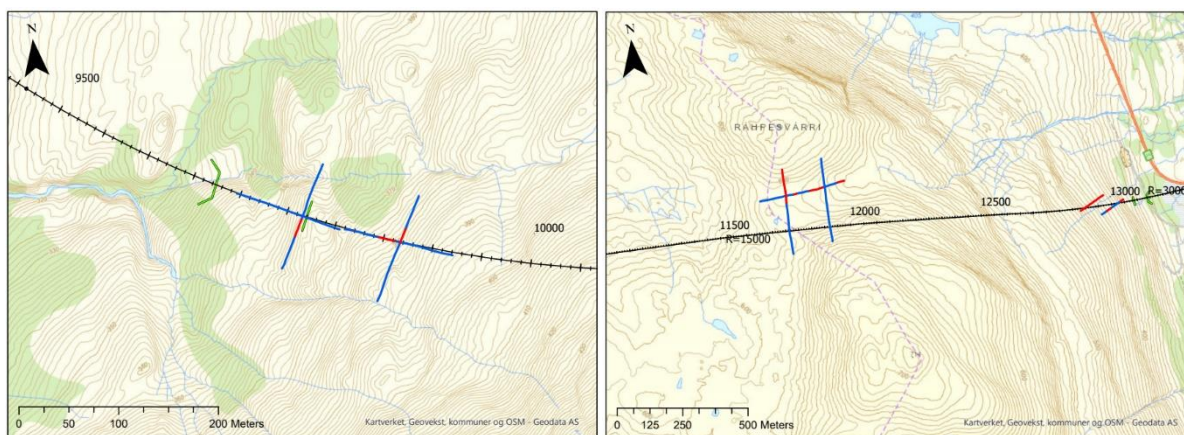 N
9500
10000
0 50 100 200 Meters
Kartverket, Geovekst, kommuner og OSM - Geodata AS
N
RAHPESVÁRRI
13000 R=3000
12500
12000
11500
R=15000
0 125 250 500 Meters
Kartverket, Geovekst, kommuner og OSM - Geodata AS